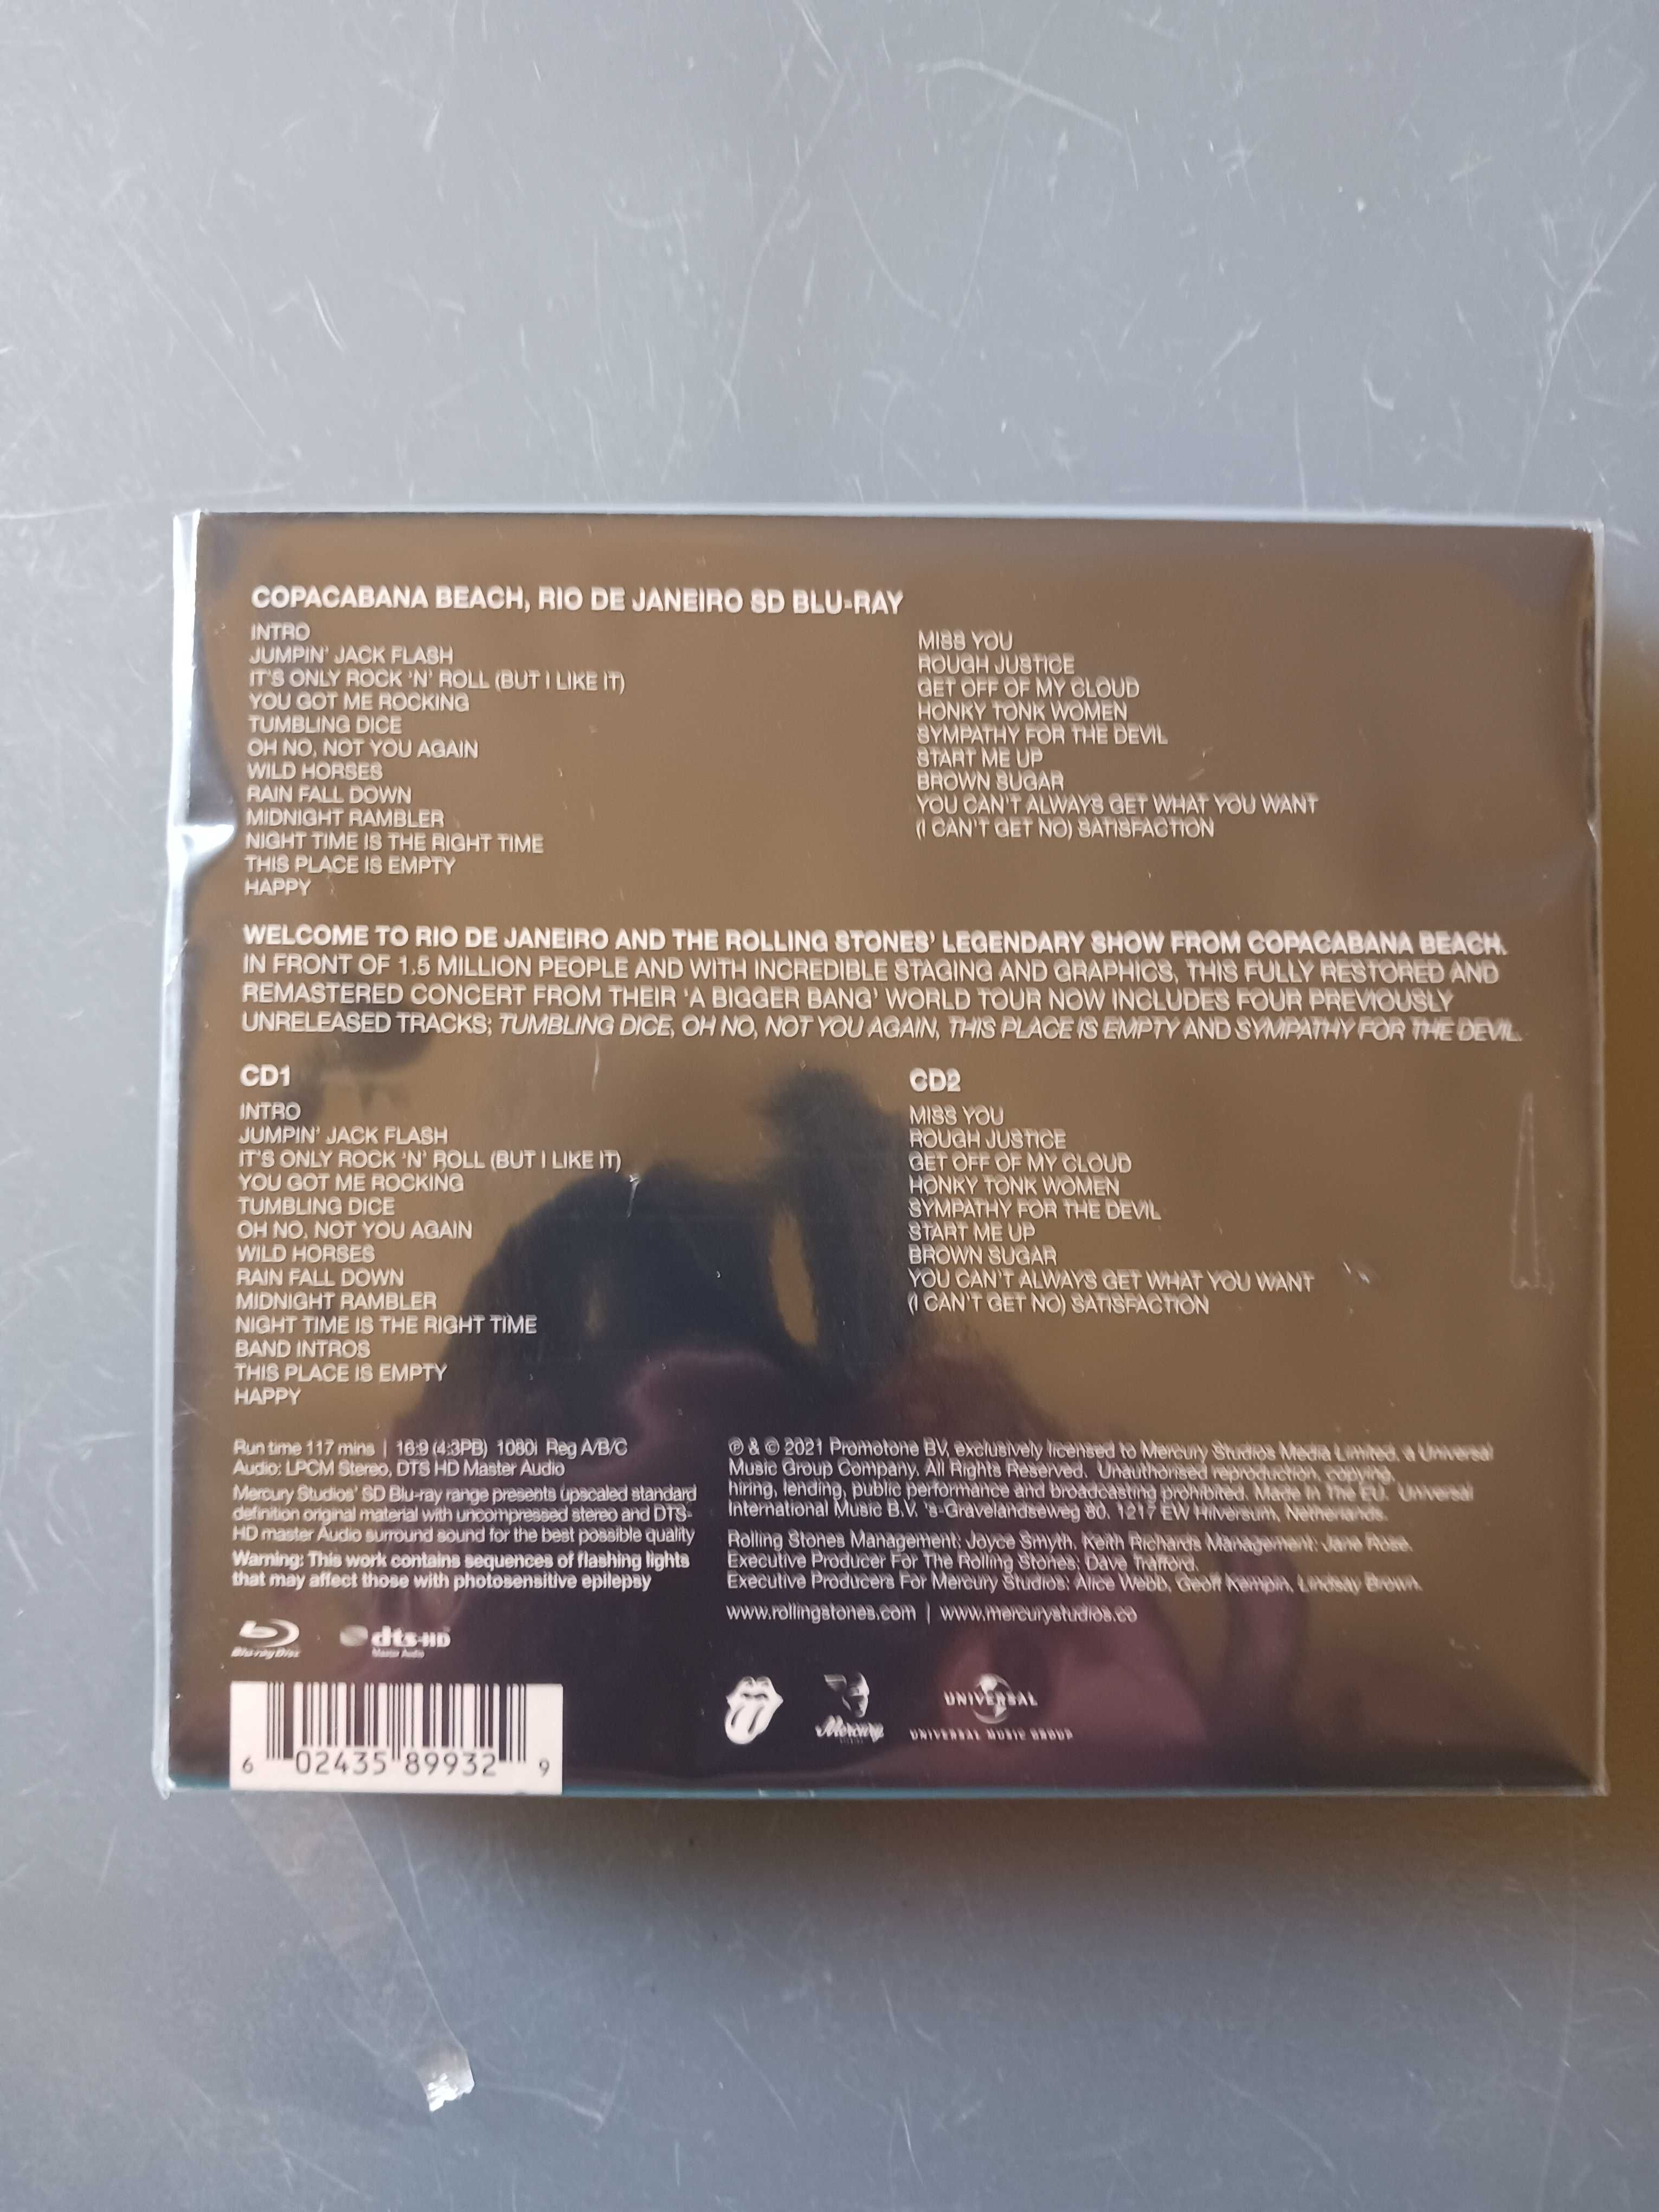 COPACABANA BEACH, RIO DE JANEIRO SD BLU-RAY
INTRO
JUMPIN' JACK FLASH
IT'S ONLY ROCK 'N' ROLL (BUT I LIKE IT)
YOU GOT ME ROCKING
TUMBLING DICE
OH NO, NOT YOU AGAIN
WILD HORSES
RAIN FALL DOWN
MIDNIGHT RAMBLER
NIGHT TIME IS THE RIGHT TIME
THIS PLACE IS EMPTY
HAPPY
MISS YOU
ROUGH JUSTICE
GET OFF OF MY CLOUD
HONKY TONK WOMEN
SYMPATHY FOR THE DEVIL
START ME UP
BROWN SUGAR
YOU CAN'T ALWAYS GET WHAT YOU WANT
(I CAN'T GET NO) SATISFACTION
WELCOME TO RIO DE JANEIRO AND THE ROLLING STONES' LEGENDARY SHOW FROM COPACABANA BEACH.
IN FRONT OF 1.5 MILLION PEOPLE AND WITH INCREDIBLE STAGING AND GRAPHICS, THIS FULLY RESTORED AND
REMASTERED CONCERT FROM THEIR 'A BIGGER BANG' WORLD TOUR NOW INCLUDES FOUR PREVIOUSLY
UNRELEASED TRACKS; TUMBLING DICE, OH NO, NOT YOU AGAIN, THIS PLACE IS EMPTY AND SYMPATHY FOR THE DEVIL.
CD1
INTRO
JUMPIN' JACK FLASH
IT'S ONLY ROCK 'N' ROLL (BUT I LIKE IT)
YOU GOT ME ROCKING
TUMBLING DICE
OH NO, NOT YOU AGAIN
WILD HORSES
RAIN FALL DOWN
MIDNIGHT RAMBLER
NIGHT TIME IS THE RIGHT TIME
BAND INTROS
THIS PLACE IS EMPTY
HAPPY
CD2
MISS YOU
ROUGH JUSTICE
GET OFF OF MY CLOUD
HONKY TONK WOMEN
SYMPATHY FOR THE DEVIL
START ME UP
BROWN SUGAR
YOU CAN'T ALWAYS GET WHAT YOU WANT
(I CAN'T GET NO) SATISFACTION
Run time 117 mins | 16:9 (4:3PB) 1080i Reg A/B/C
Audio: LPCM Stereo, DTS HD Master Audio
Mercury Studios' SD Blu-ray range presents upscaled standard
definition original material with uncompressed stereo and DTS-
HD master Audio surround sound for the best possible quality
Warning: This work contains sequences of flashing lights
that may affect those with photosensitive epilepsy
℗ & © 2021 Promotone BV, exclusively licensed to Mercury Studios Media Limited, a Universal
Music Group Company. All Rights Reserved. Unauthorised reproduction, copying,
hiring, lending, public performance and broadcasting prohibited. Made In The EU. Universal
International Music B.V. 's-Gravelandseweg 80, 1217 EW Hilversum, Netherlands.
Rolling Stones Management: Joyce Smyth. Keith Richards Management: Jane Rose.
Executive Producer For The Rolling Stones: Dave Trafford.
Executive Producers For Mercury Studios: Alice Webb, Geoff Kempin, Lindsay Brown.
www.rollingstones.com | www.mercurystudios.co
Blu-ray Disc
dts-HD
Master Audio
6 02435 89932 9
Mercury
STUDIOS
UNIVERSAL
UNIVERSAL MUSIC GROUP